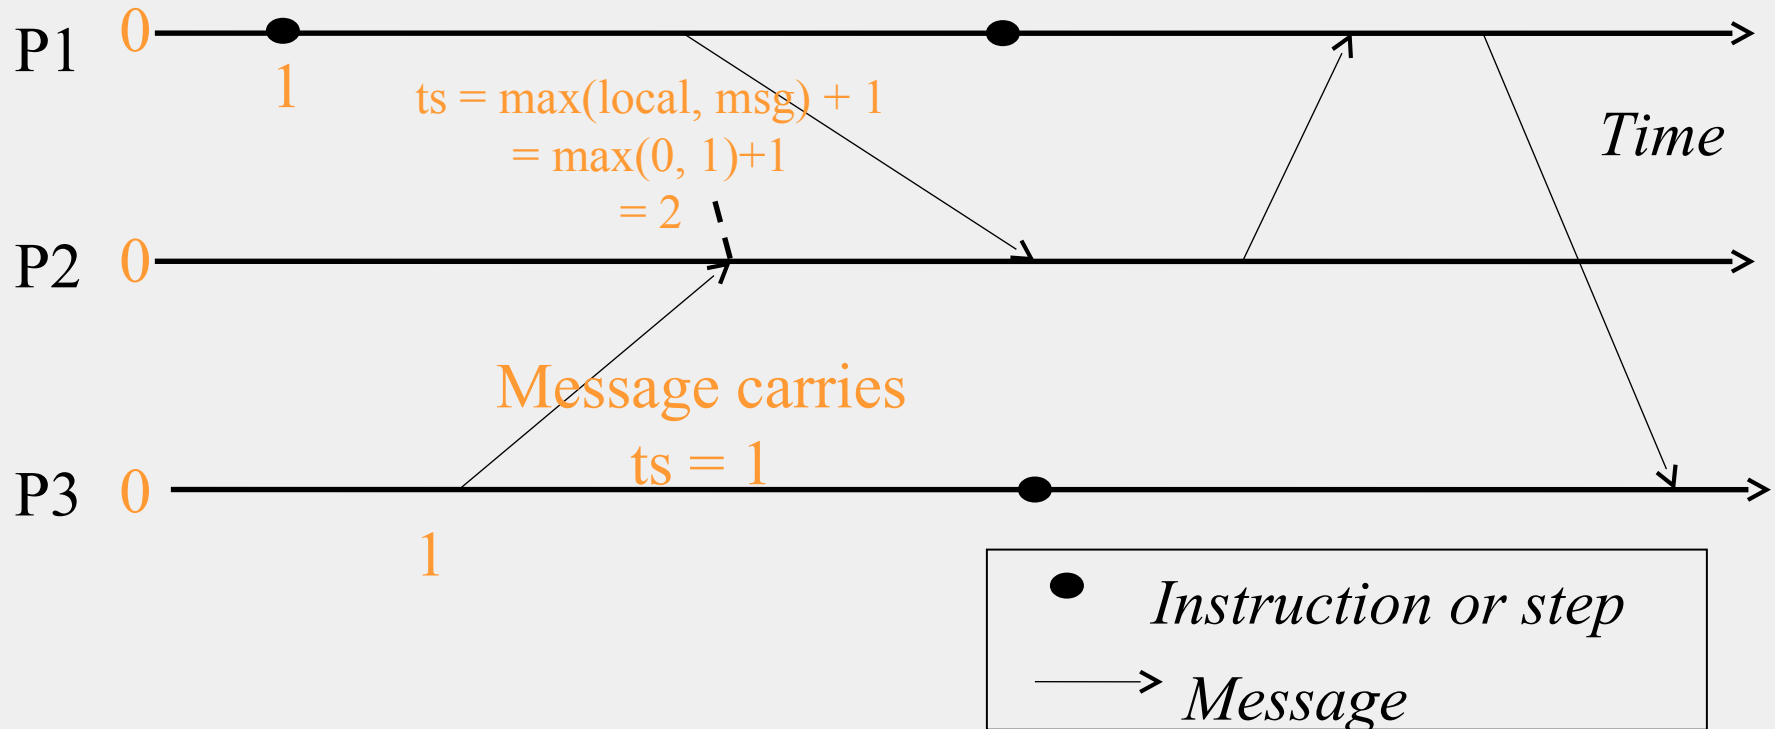 P1 0
1
ts = max(local, msg) + 1
= max(0, 1)+1
= 2
Time
P2 0
Message carries
ts = 1
P3 0
1
Instruction or step
Message